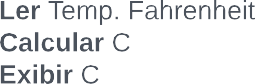 Ler Temp. Fahrenheit
Calcular C
Exibir C